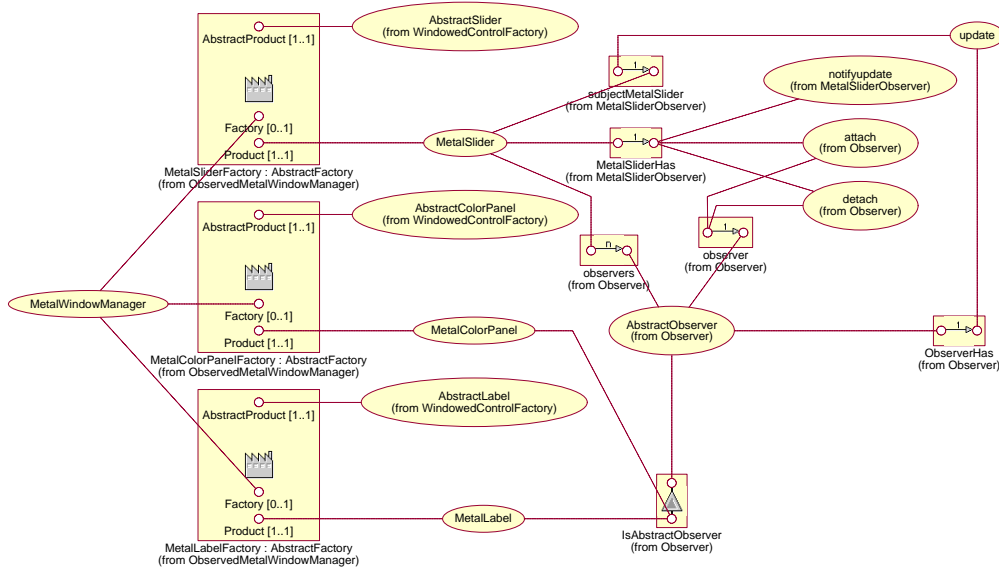 AbstractProduct [1..1]
Factory [0..1]
Product [1..1]
MetalSliderFactory : AbstractFactory
(from ObservedMetalWindowManager)
AbstractSlider
(from WindowedControlFactory)
update
1
subjectMetalSlider
(from MetalSliderObserver)
notifyupdate
(from MetalSliderObserver)
MetalSlider
1
MetalSliderHas
(from MetalSliderObserver)
attach
(from Observer)
detach
(from Observer)
AbstractProduct [1..1]
Factory [0..1]
Product [1..1]
MetalColorPanelFactory : AbstractFactory
(from ObservedMetalWindowManager)
AbstractColorPanel
(from WindowedControlFactory)
n
observers
(from Observer)
1
observer
(from Observer)
MetalWindowManager
MetalColorPanel
AbstractObserver
(from Observer)
1
ObserverHas
(from Observer)
AbstractProduct [1..1]
Factory [0..1]
Product [1..1]
MetalLabelFactory : AbstractFactory
(from ObservedMetalWindowManager)
AbstractLabel
(from WindowedControlFactory)
MetalLabel
IsAbstractObserver
(from Observer)